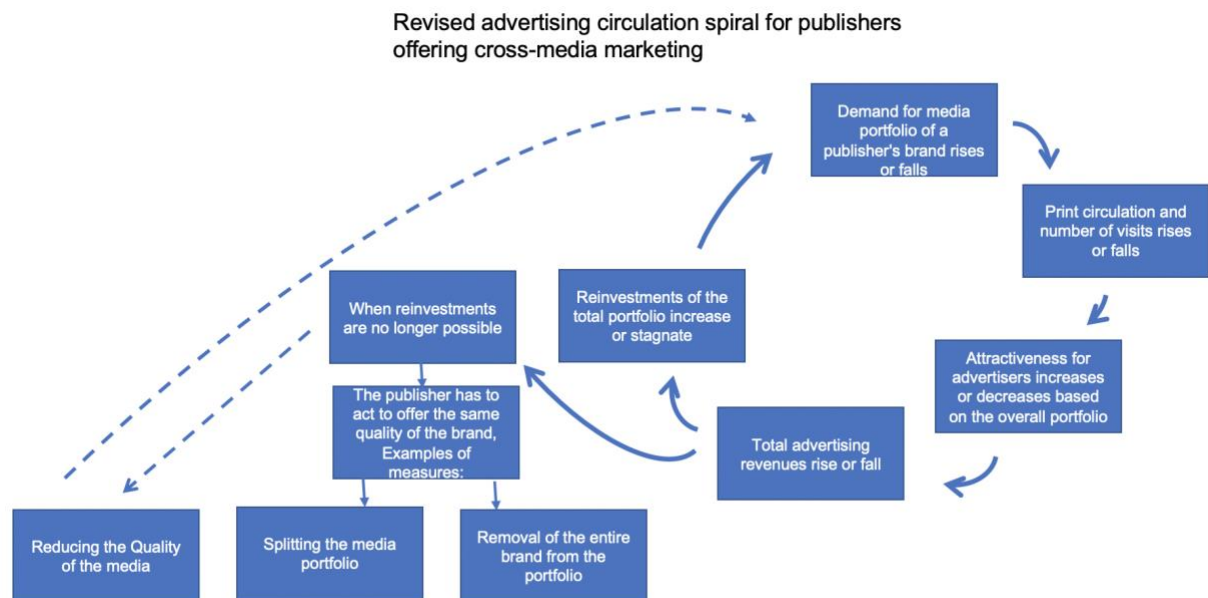 Revised advertising circulation spiral for publishers
offering cross-media marketing
Demand for media
portfolio of a
publisher's brand rises
or falls
Print circulation and
number of visits rises
or falls
When reinvestments
are no longer possible
Reinvestments of the
total portfolio increase
or stagnate
Attractiveness for
advertisers increases
or decreases based
on the overall portfolio
The publisher has to
act to offer the same
quality of the brand,
Examples of
measures:
Total advertising
revenues rise or fall
Reducing the Quality
of the media
Splitting the media
portfolio
Removal of the entire
brand from the
portfolio